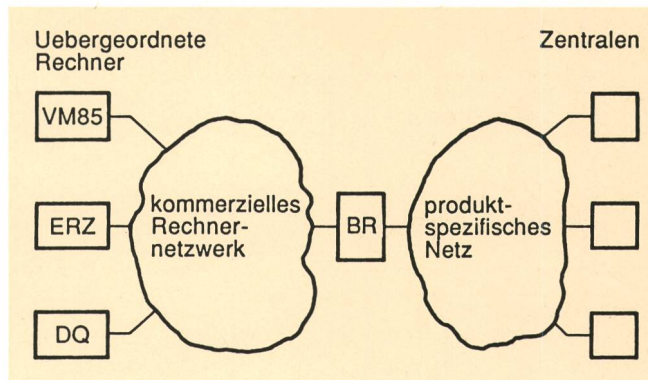 Uebergeordnete
Rechner
Zentralen
VM85
ERZ
DQ
kommerzielles
Rechner-
netzwerk
BR
produkt-
spezifisches
Netz